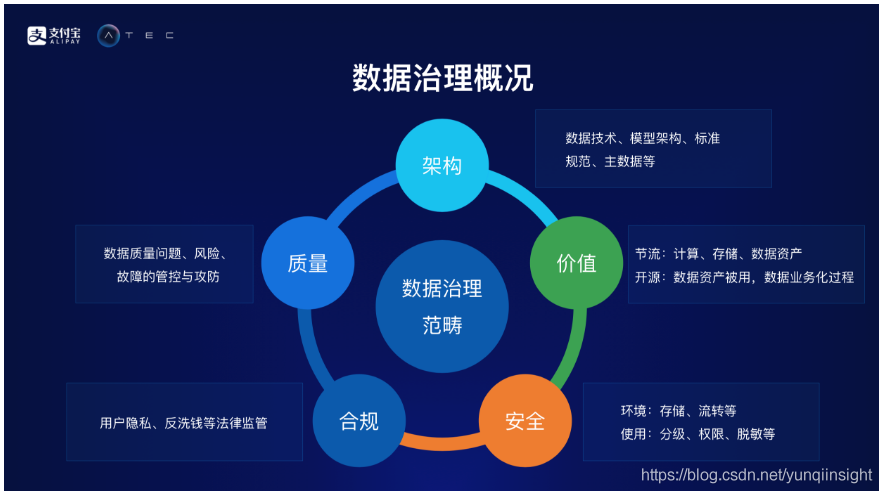 支付宝
ALIPAY
ATEC
数据治理概况
架构
数据技术、模型架构、标准
规范、主数据等
质量
数据质量问题、风险、
故障的管控与攻防
价值
节流：计算、存储、数据资产
开源：数据资产被用，数据业务化过程
数据治理
范畴
合规
用户隐私、反洗钱等法律监管
安全
环境：存储、流转等
使用：分级、权限、脱敏等
https://blog.csdn.net/yunqiinsight